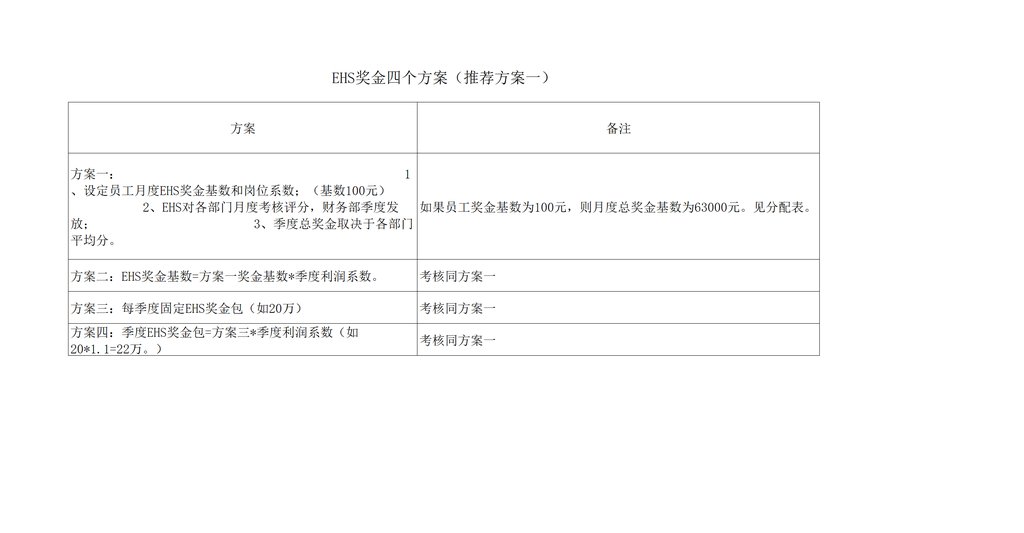 EHS奖金四个方案（推荐方案一）
方案
备注
方案一： 1
、设定员工月度EHS奖金基数和岗位系数；（基数100元）
2、EHS对各部门月度考核评分，财务部季度发
放； 3、季度总奖金取决于各部门
平均分。
如果员工奖金基数为100元，则月度总奖金基数为63000元。见分配表。
方案二：EHS奖金基数=方案一奖金基数*季度利润系数。
考核同方案一
方案三：每季度固定EHS奖金包（如20万）
考核同方案一
方案四：季度EHS奖金包=方案三*季度利润系数（如
20*1.1=22万。）
考核同方案一